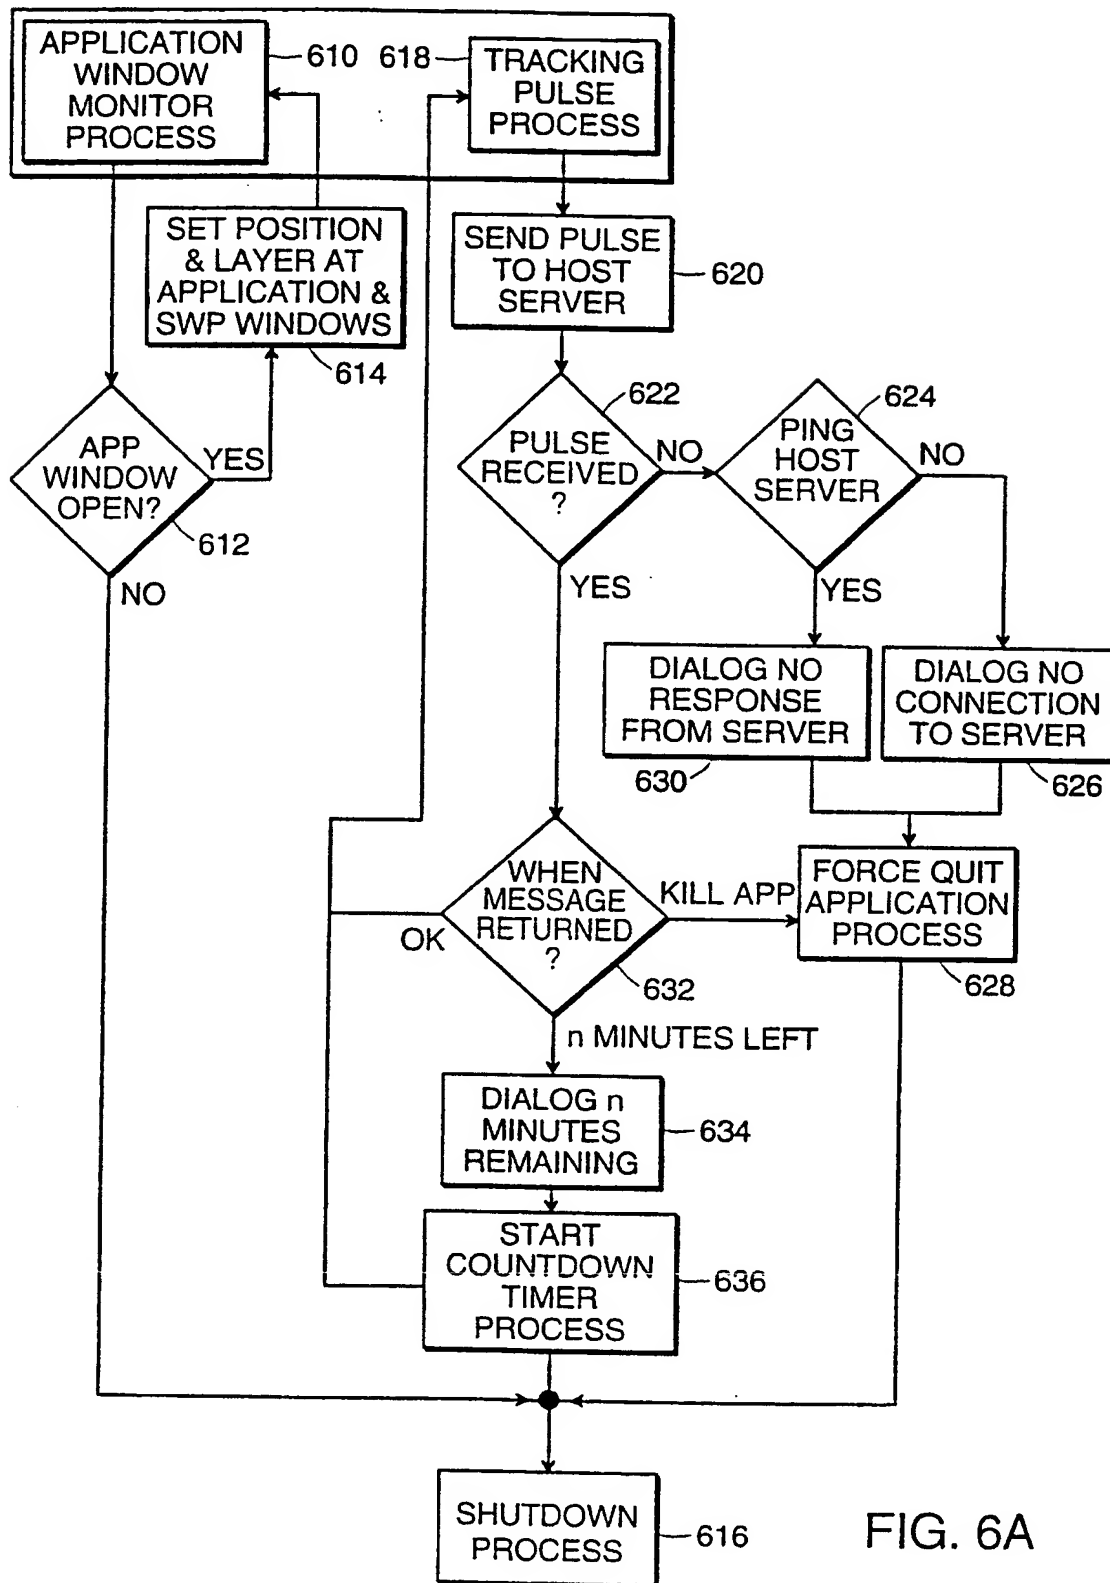 APPLICATION
WINDOW
MONITOR
PROCESS
610
618
TRACKING
PULSE
PROCESS
SET POSITION
& LAYER AT
APPLICATION &
SWP WINDOWS
614
SEND PULSE
TO HOST
SERVER
620
APP
WINDOW
OPEN?
YES
612
NO
PULSE
RECEIVED
?
622
NO
YES
PING
HOST
SERVER
624
NO
YES
DIALOG NO
RESPONSE
FROM SERVER
630
DIALOG NO
CONNECTION
TO SERVER
626
WHEN
MESSAGE
RETURNED
?
OK
KILL APP
632
n MINUTES LEFT
FORCE QUIT
APPLICATION
PROCESS
628
DIALOG n
MINUTES
REMAINING
634
START
COUNTDOWN
TIMER
PROCESS
636
SHUTDOWN
PROCESS
616
FIG. 6A